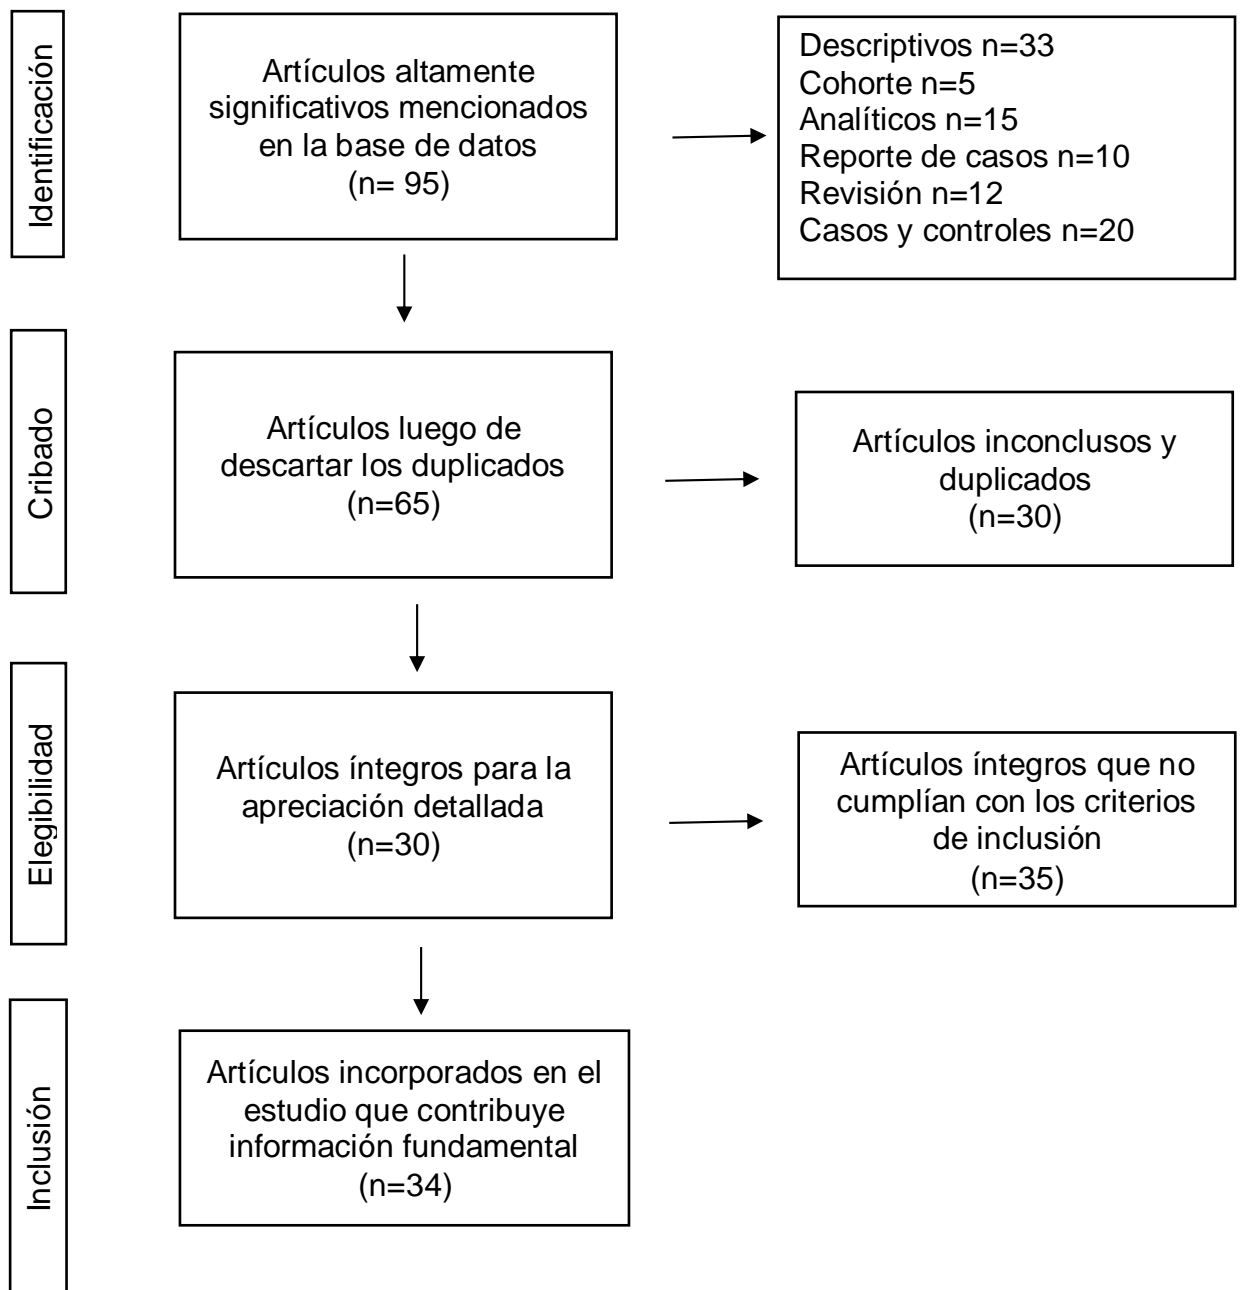 Identificación
Artículos altamente
significativos mencionados
en la base de datos
(n= 95)
Descriptivos n=33
Cohorte n=5
Analíticos n=15
Reporte de casos n=10
Revisión n=12
Casos y controles n=20
Cribado
Artículos luego de
descartar los duplicados
(n=65)
Artículos inconclusos y
duplicados
(n=30)
Elegibilidad
Artículos íntegros para la
apreciación detallada
(n=30)
Artículos íntegros que no
cumplían con los criterios
de inclusión
(n=35)
Inclusión
Artículos incorporados en el
estudio que contribuye
información fundamental
(n=34)